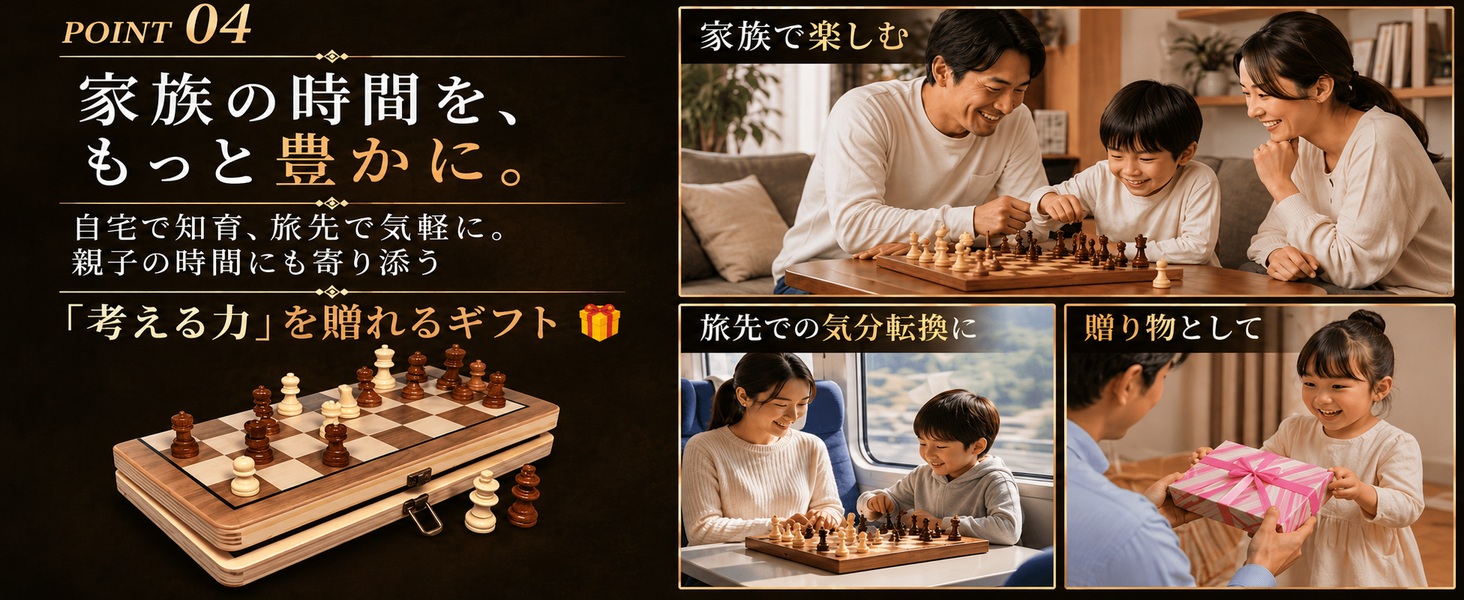 POINT 04
家族の時間を、
もっと豊かに。
自宅で知育、旅先で気軽に。
親子の時間にも寄り添う
「考える力」を贈れるギフト
家族で楽しむ
旅先での気分転換に
贈り物として